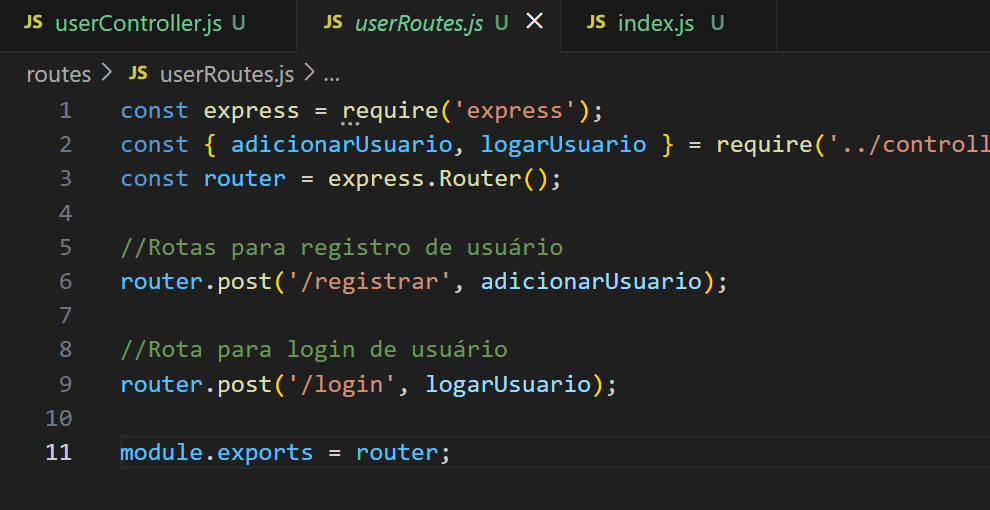 JS userController.js U JS userRoutes.js U JS index.js U
routes > JS userRoutes.js > ...
1 const express = require('express');
2 const { adicionarUsuario, logarUsuario } = require('../controll
3 const router = express.Router();
4
5 //Rotas para registro de usuário
6 router.post('/registrar', adicionarUsuario);
7
8 //Rota para login de usuário
9 router.post('/login', logarUsuario);
10
11 module.exports = router;